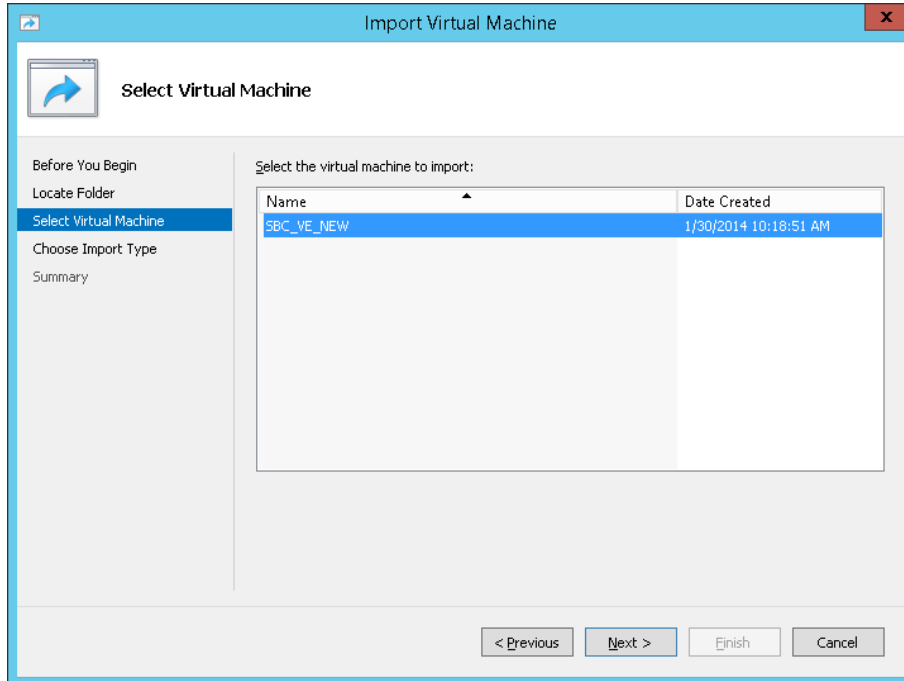 Import Virtual Machine
x
Select Virtual Machine
Before You Begin
Locate Folder
Select Virtual Machine
Choose Import Type
Summary
Select the virtual machine to import:
Name Date Created
SBC_VE_NEW 1/30/2014 10:18:51 AM
< Previous Next > Finish Cancel